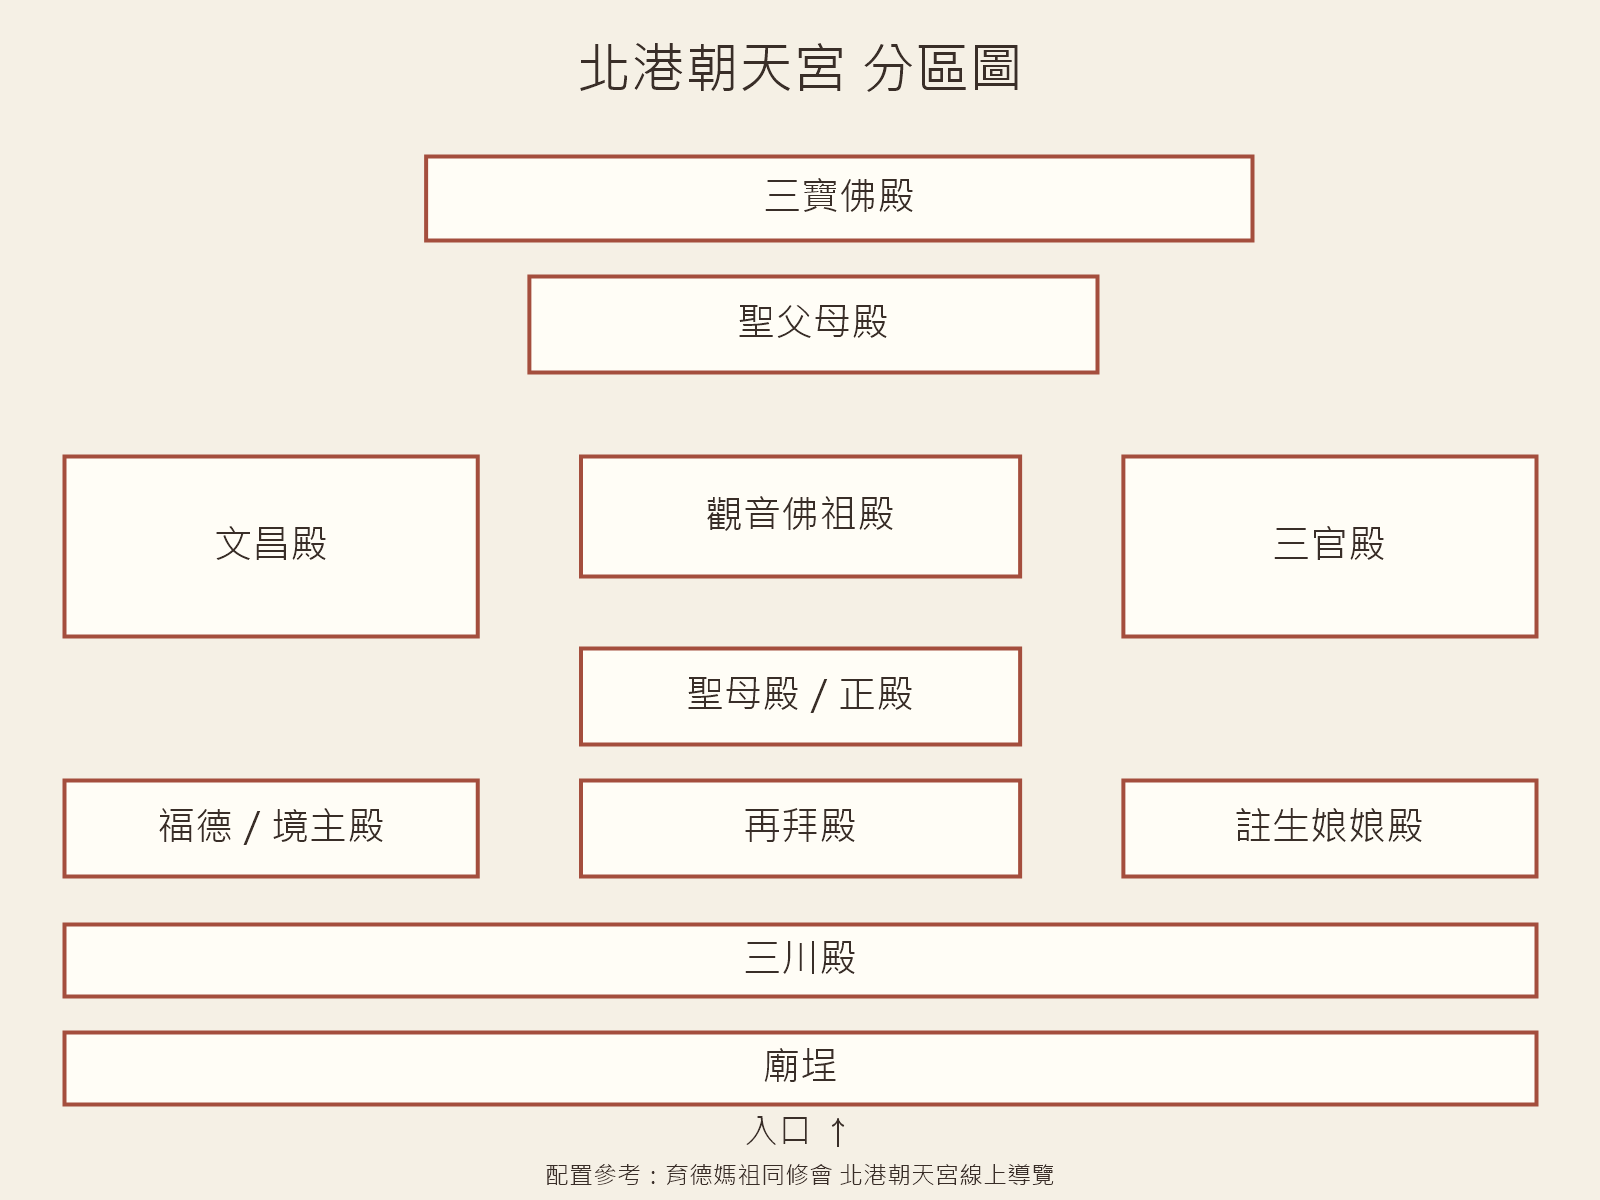 北港朝天宮 分區圖
三寶佛殿
聖父母殿
文昌殿
觀音佛祖殿
三官殿
聖母殿 / 正殿
福德 / 境主殿
再拜殿
註生娘娘殿
三川殿
廟埕
入口 ↑
配置參考：育德媽祖同修會 北港朝天宮線上導覽